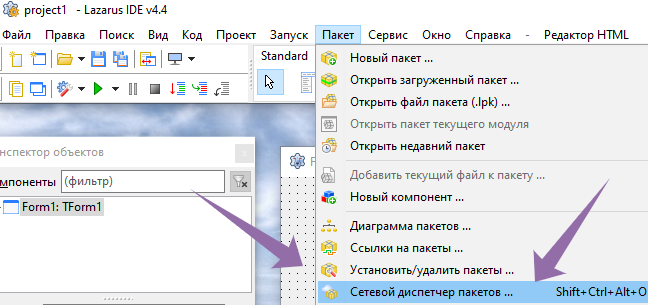 project1 - Lazarus IDE v4.4
Файл Правка Поиск Вид Код Проект Запуск Пакет Сервис Окно Справка - Редактор HTML
Standard
Новый пакет ...
Открыть загруженный пакет ...
Открыть файл пакета (.lpk) ...
Открыть пакет текущего модуля
Открыть недавний пакет
Добавить текущий файл к пакету ...
Новый компонент ...
Диаграмма пакетов ...
Ссылки на пакеты ...
Установить/удалить пакеты ...
Сетевой диспетчер пакетов ... Shift+Ctrl+Alt+O
нспектор объектов
мпоненты (фильтр)
Form1: TForm1
F